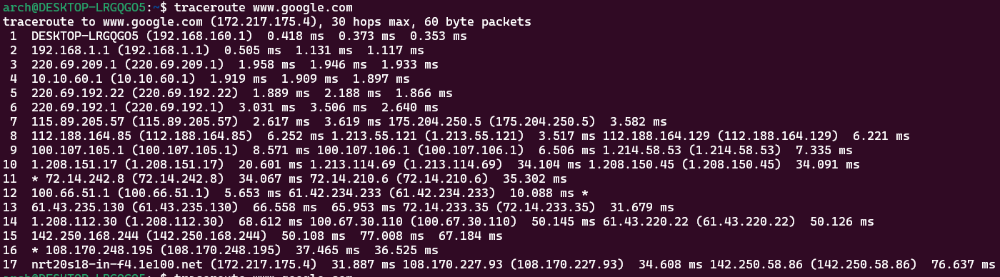 arch@DESKTOP-LRGQGO5:~$ traceroute www.google.com
traceroute to www.google.com (172.217.175.4), 30 hops max, 60 byte packets
 1  DESKTOP-LRGQGO5 (192.168.160.1)  0.418 ms  0.373 ms  0.353 ms
 2  192.168.1.1 (192.168.1.1)  0.505 ms  1.131 ms  1.117 ms
 3  220.69.209.1 (220.69.209.1)  1.958 ms  1.946 ms  1.933 ms
 4  10.10.60.1 (10.10.60.1)  1.919 ms  1.909 ms  1.897 ms
 5  220.69.192.22 (220.69.192.22)  1.889 ms  2.188 ms  1.866 ms
 6  220.69.192.1 (220.69.192.1)  3.031 ms  3.506 ms  2.640 ms
 7  115.89.205.57 (115.89.205.57)  2.617 ms  3.619 ms 175.204.250.5 (175.204.250.5)  3.582 ms
 8  112.188.164.85 (112.188.164.85)  6.252 ms 1.213.55.121 (1.213.55.121)  3.517 ms 112.188.164.129 (112.188.164.129)  6.221 ms
 9  100.107.105.1 (100.107.105.1)  8.571 ms 100.107.106.1 (100.107.106.1)  6.506 ms 1.214.58.53 (1.214.58.53)  7.335 ms
10  1.208.151.17 (1.208.151.17)  20.601 ms 1.213.114.69 (1.213.114.69)  34.104 ms 1.208.150.45 (1.208.150.45)  34.091 ms
11  * 72.14.242.8 (72.14.242.8)  34.067 ms 72.14.210.6 (72.14.210.6)  35.302 ms
12  100.66.51.1 (100.66.51.1)  5.653 ms 61.42.234.233 (61.42.234.233)  10.088 ms *
13  61.43.235.130 (61.43.235.130)  66.558 ms  65.953 ms 72.14.233.35 (72.14.233.35)  31.679 ms
14  1.208.112.30 (1.208.112.30)  68.612 ms 100.67.30.110 (100.67.30.110)  50.145 ms 61.43.220.22 (61.43.220.22)  50.126 ms
15  142.250.168.244 (142.250.168.244)  50.108 ms  77.008 ms  67.184 ms
16  * 108.170.248.195 (108.170.248.195)  37.465 ms  36.525 ms
17  nrt20s18-in-f4.1e100.net (172.217.175.4)  31.887 ms 108.170.227.93 (108.170.227.93)  34.608 ms 142.250.58.86 (142.250.58.86)  76.637 ms